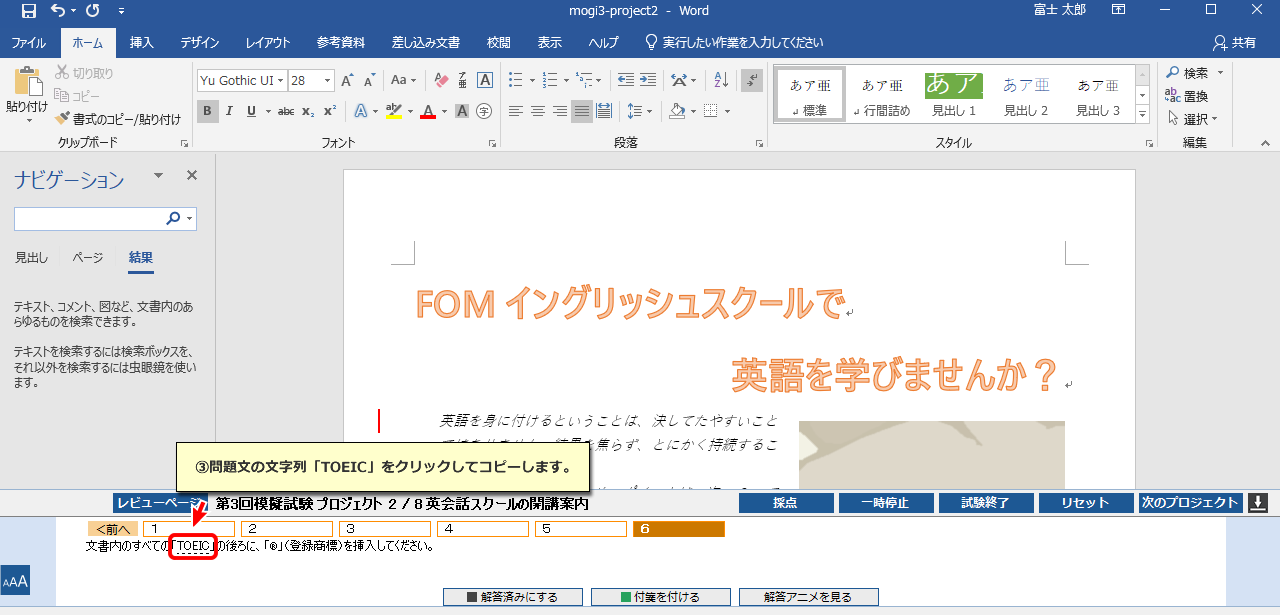 mogi3-project2 - Word
富士 太郎
ファイル ホーム 挿入 デザイン レイアウト 参考資料 差し込み文書 校閲 表示 ヘルプ 実行したい作業を入力してください 共有
貼り付け
切り取り
コピー
書式のコピー/貼り付け
クリップボード
Yu Gothic UI 28
フォント
段落
あア亜 標準
あア亜 行間詰め
あア 見出し 1
あア亜 見出し 2
あア亜 見出し 3
スタイル
検索
置換
選択
編集
ナビゲーション
見出し ページ 結果
テキスト、コメント、図など、文書内のあ
らゆるものを検索できます。
テキストを検索するには検索ボックスを、
それ以外を検索するには虫眼鏡を使い
ます。
FOM イングリッシュスクールで
英語を学びませんか？
英語を身に付けるということは、決してたやすいこと
③問題文の文字列「TOEIC」をクリックしてコピーします。
レビューページ 第3回模擬試験 プロジェクト 2 / 8 英会話スクールの開講案内 採点 一時停止 試験終了 リセット 次のプロジェクト
<前へ 1 2 3 4 5 6
文書内のすべての「TOEIC」の後ろに、「®」（登録商標）を挿入してください。
AAA
解答済みにする 付箋を付ける 解答アニメを見る